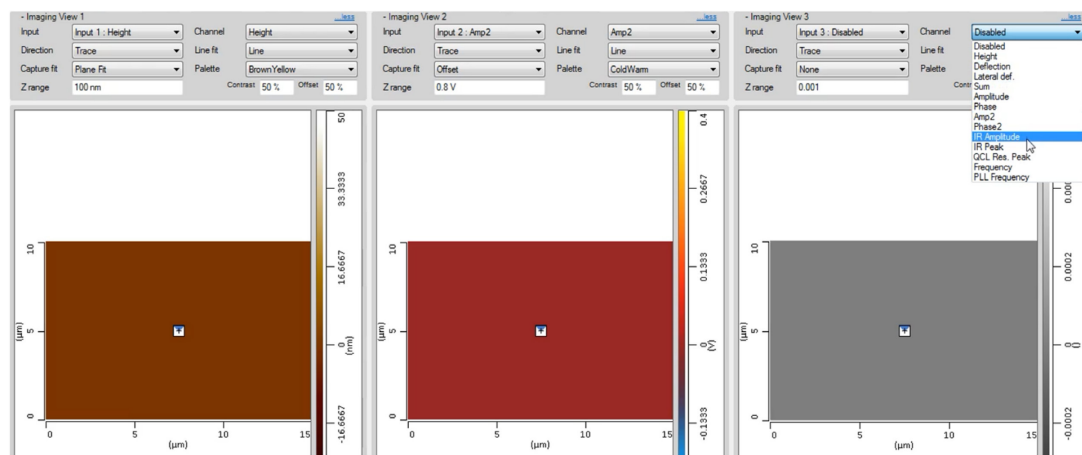 - Imaging View 1
...less
Input
Input 1 : Height
Channel
Height
Direction
Trace
Line fit
Line
Capture fit
Plane Fit
Palette
BrownYellow
Z range
100 nm
Contrast
50 %
Offset
50 %
50
33.3333
16.6667
0
(nm)
-16.6667
10
5
0
(µm)
0
5
10
15
(µm)
- Imaging View 2
...less
Input
Input 2 : Amp2
Channel
Amp2
Direction
Trace
Line fit
Line
Capture fit
Offset
Palette
ColdWarm
Z range
0.8 V
Contrast
50 %
Offset
50 %
0.4
0.2667
0.1333
0
(V)
-0.1333
10
5
0
(µm)
0
5
10
15
(µm)
- Imaging View 3
...less
Input
Input 3 : Disabled
Channel
Disabled
Direction
Trace
Line fit
Capture fit
None
Palette
Z range
0.001
Disabled
Height
Deflection
Lateral def.
Sum
Amplitude
Phase
Amp2
Phase2
IR Amplitude
IR Peak
QCL Res. Peak
Frequency
PLL Frequency
0.0002
0
()
-0.0002
10
5
0
(µm)
0
5
10
15
(µm)